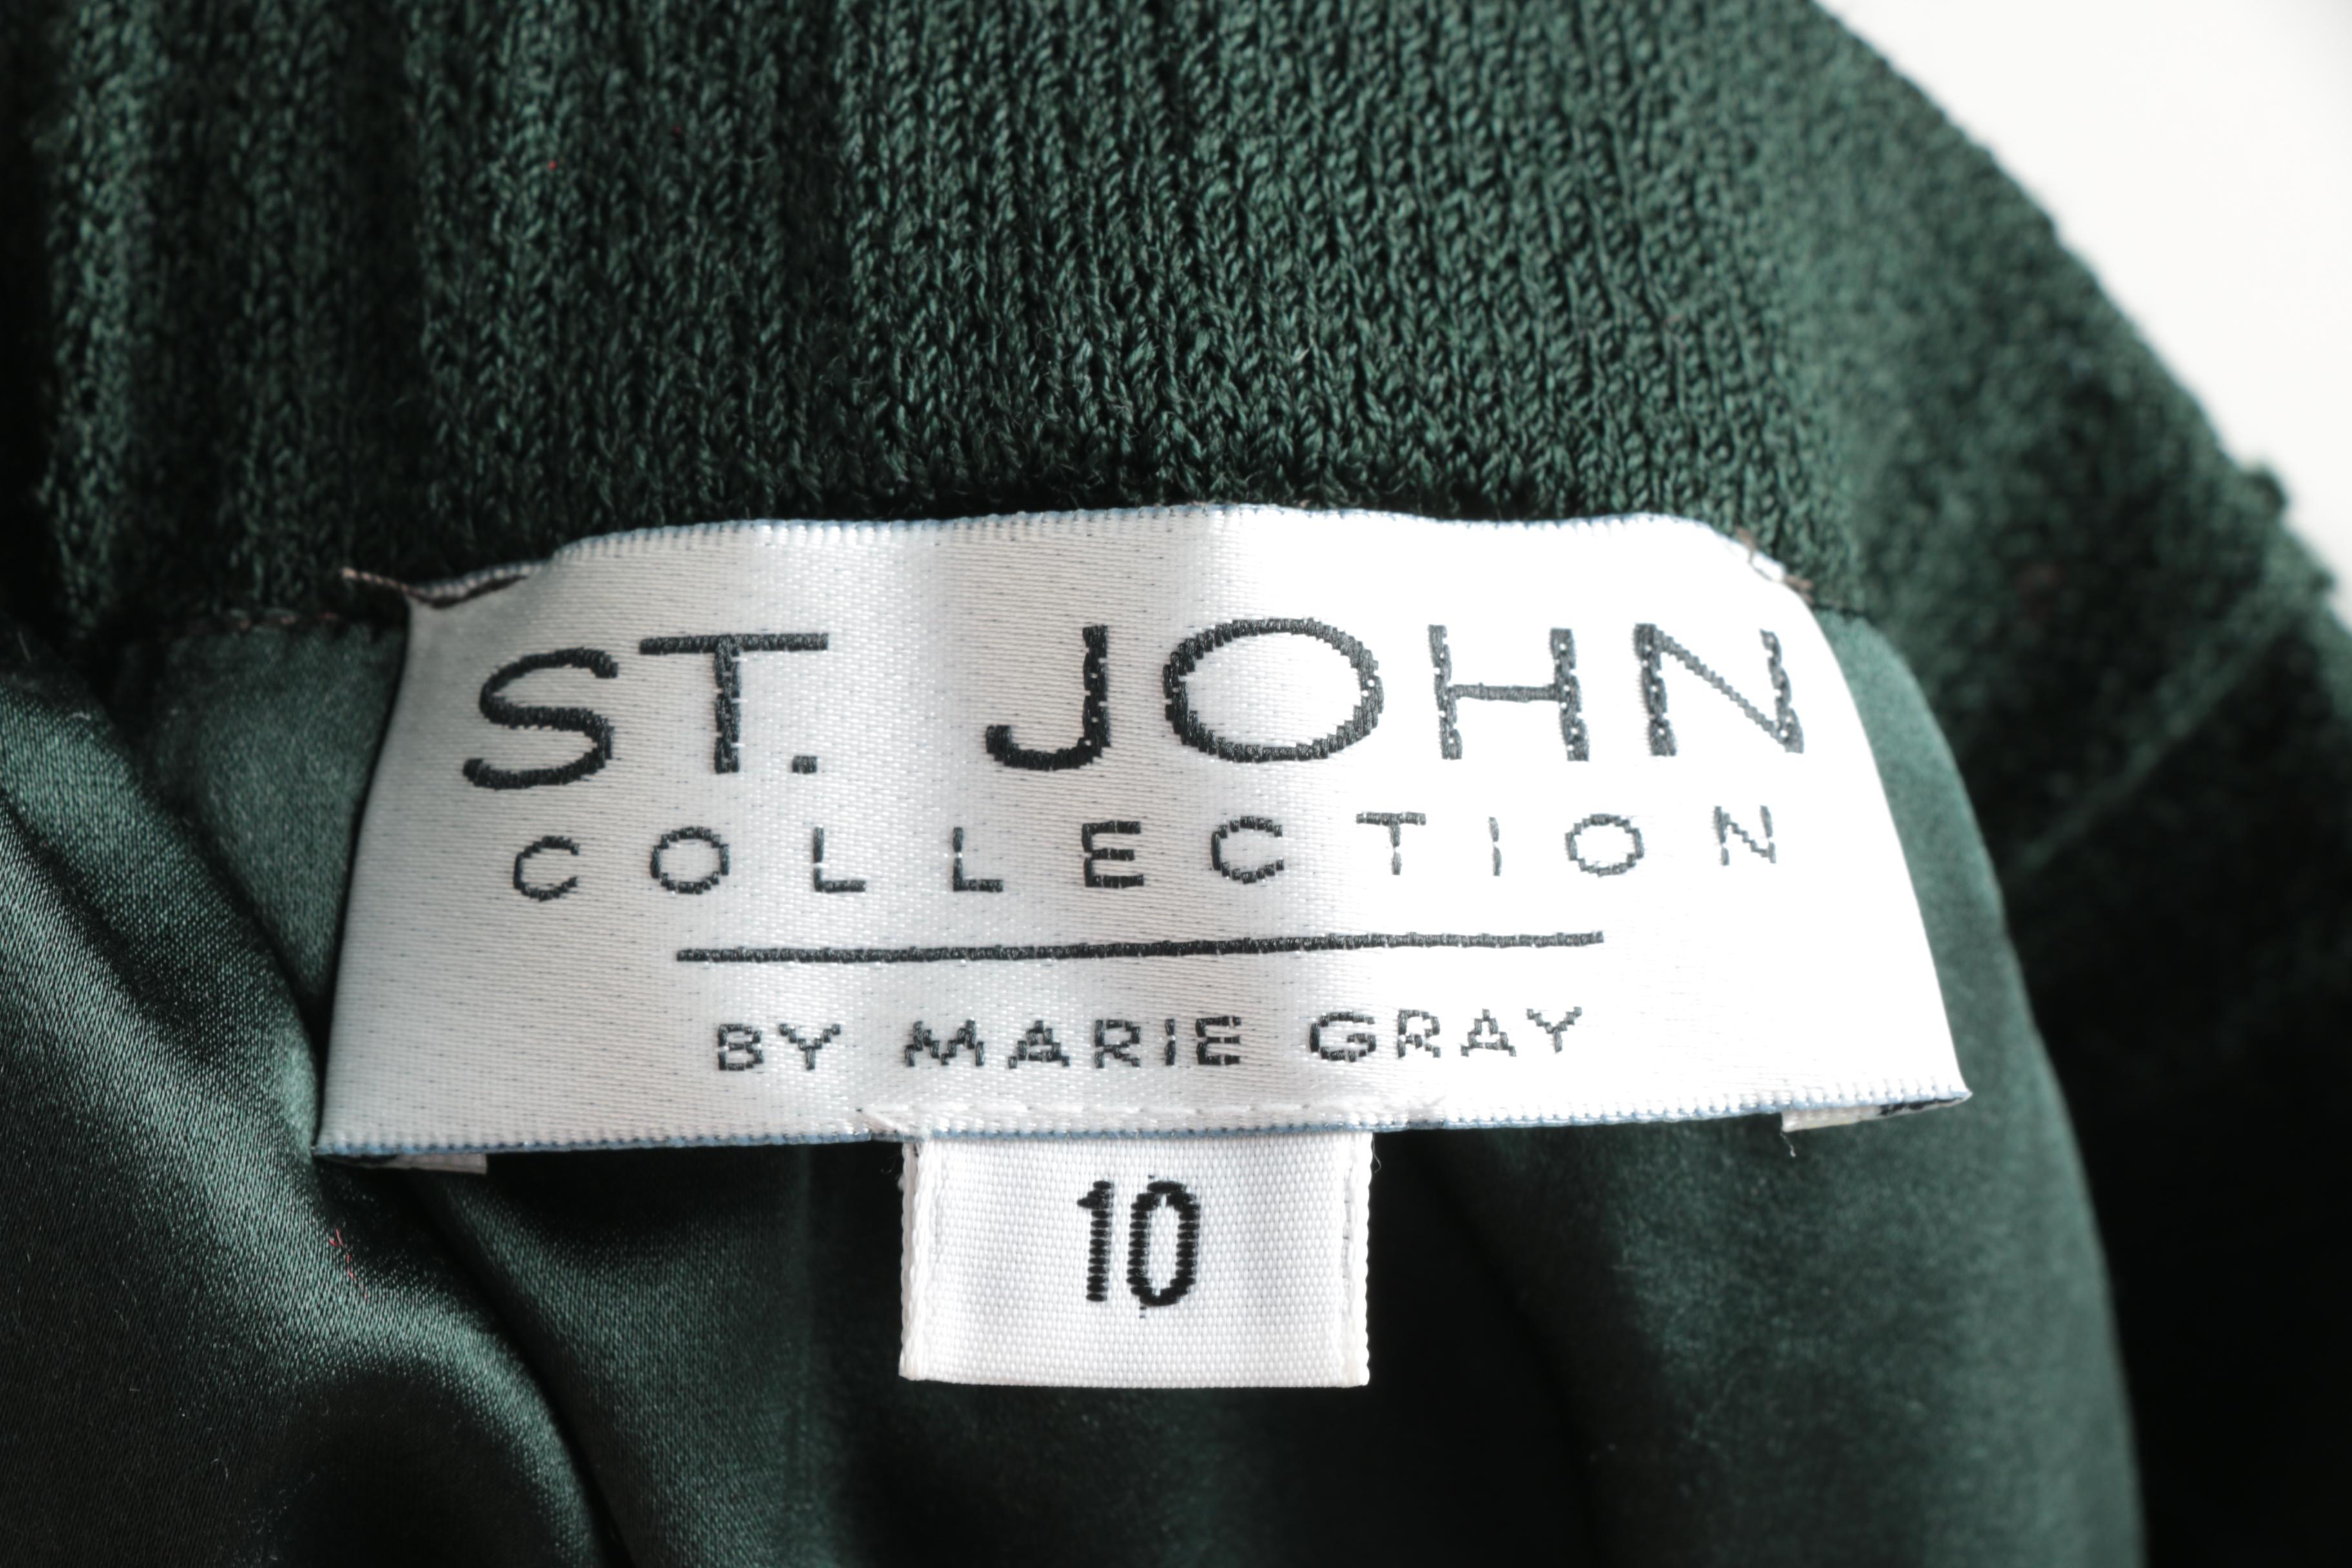 ST. JOHN
COLLECTION
BY MARIE GRAY
10